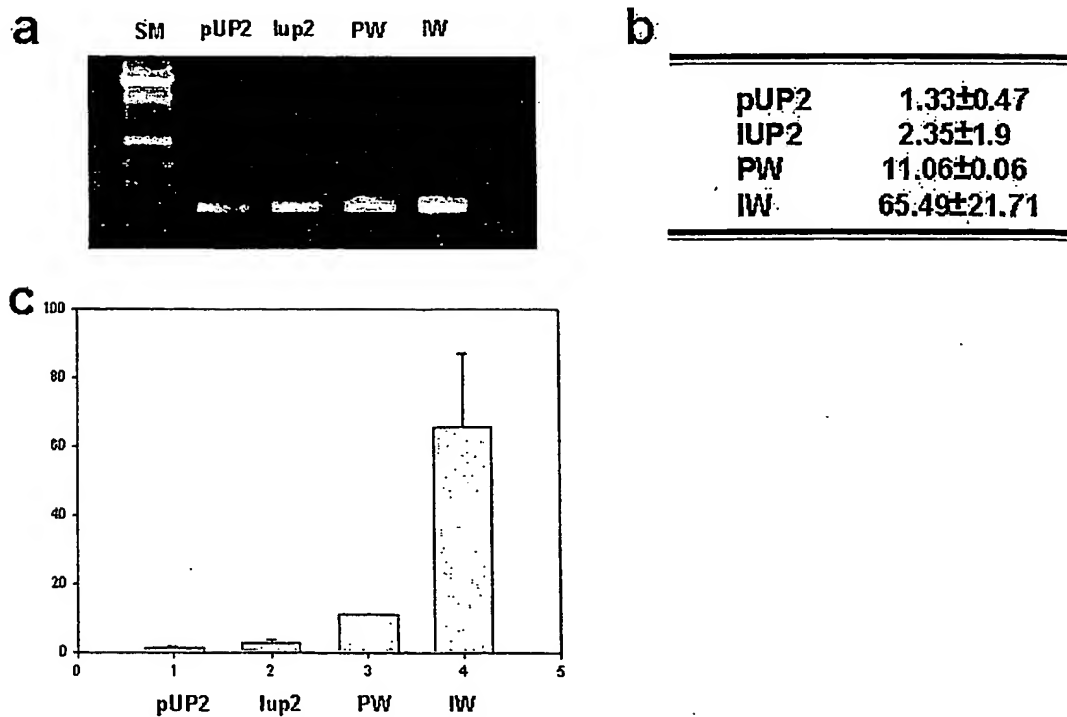 a
SM pUP2 Iup2 PW IW
b
pUP2 1.33±0.47
IUP2 2.35±1.9
PW 11.06±0.06
IW 65.49±21.71
c
100
80
60
40
20
0
0 1 2 3 4 5
pUP2 Iup2 PW IW